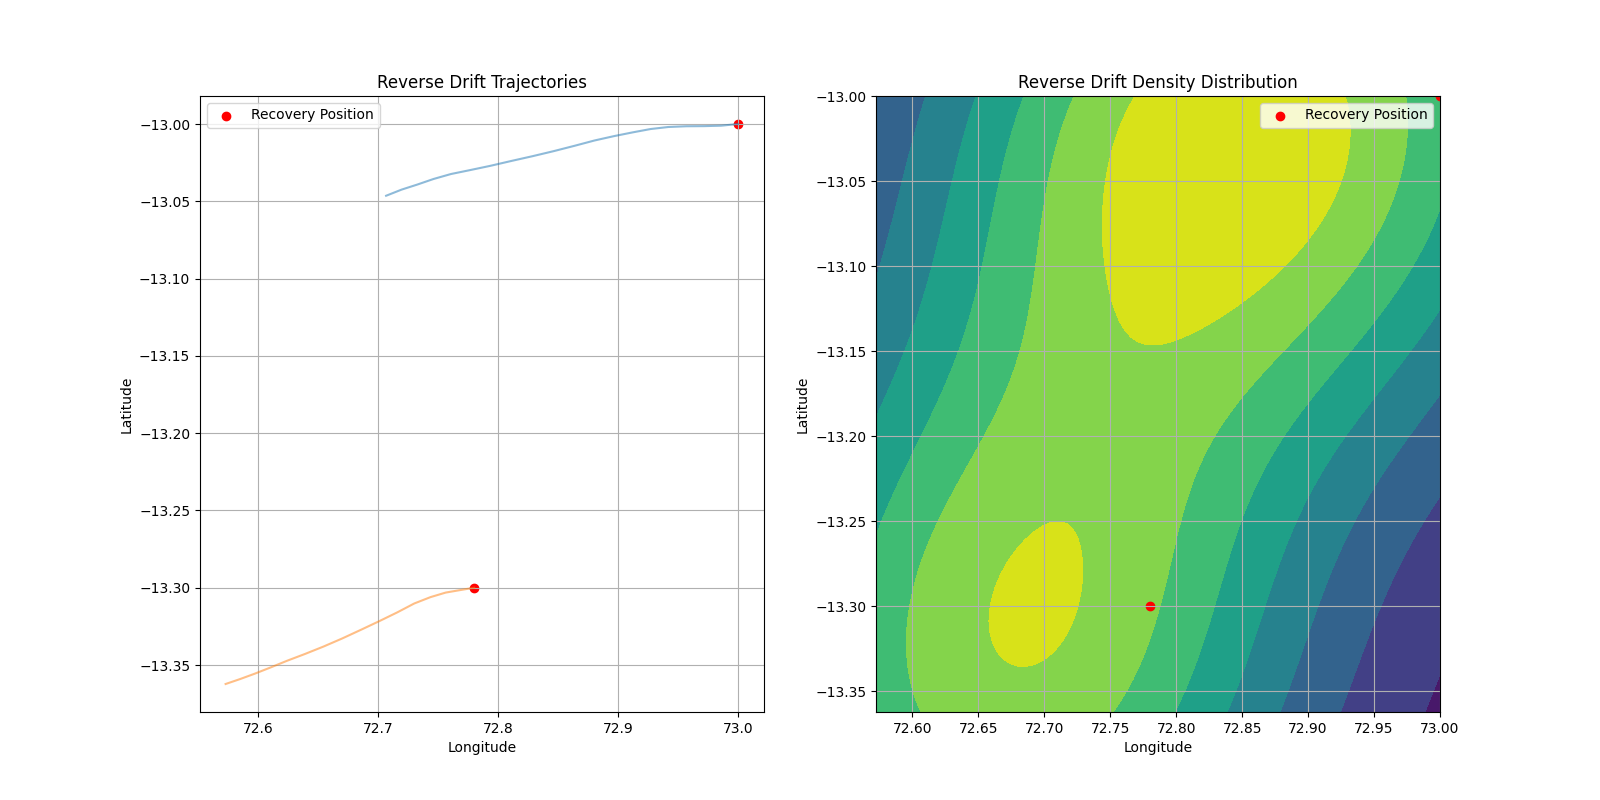 Reverse Drift Trajectories
Recovery Position
−13.00
−13.05
−13.10
−13.15
−13.20
−13.25
−13.30
−13.35
Latitude
72.6 72.7 72.8 72.9 73.0
Longitude
Reverse Drift Density Distribution
Recovery Position
−13.00
−13.05
−13.10
−13.15
−13.20
−13.25
−13.30
−13.35
Latitude
72.60 72.65 72.70 72.75 72.80 72.85 72.90 72.95 73.00
Longitude